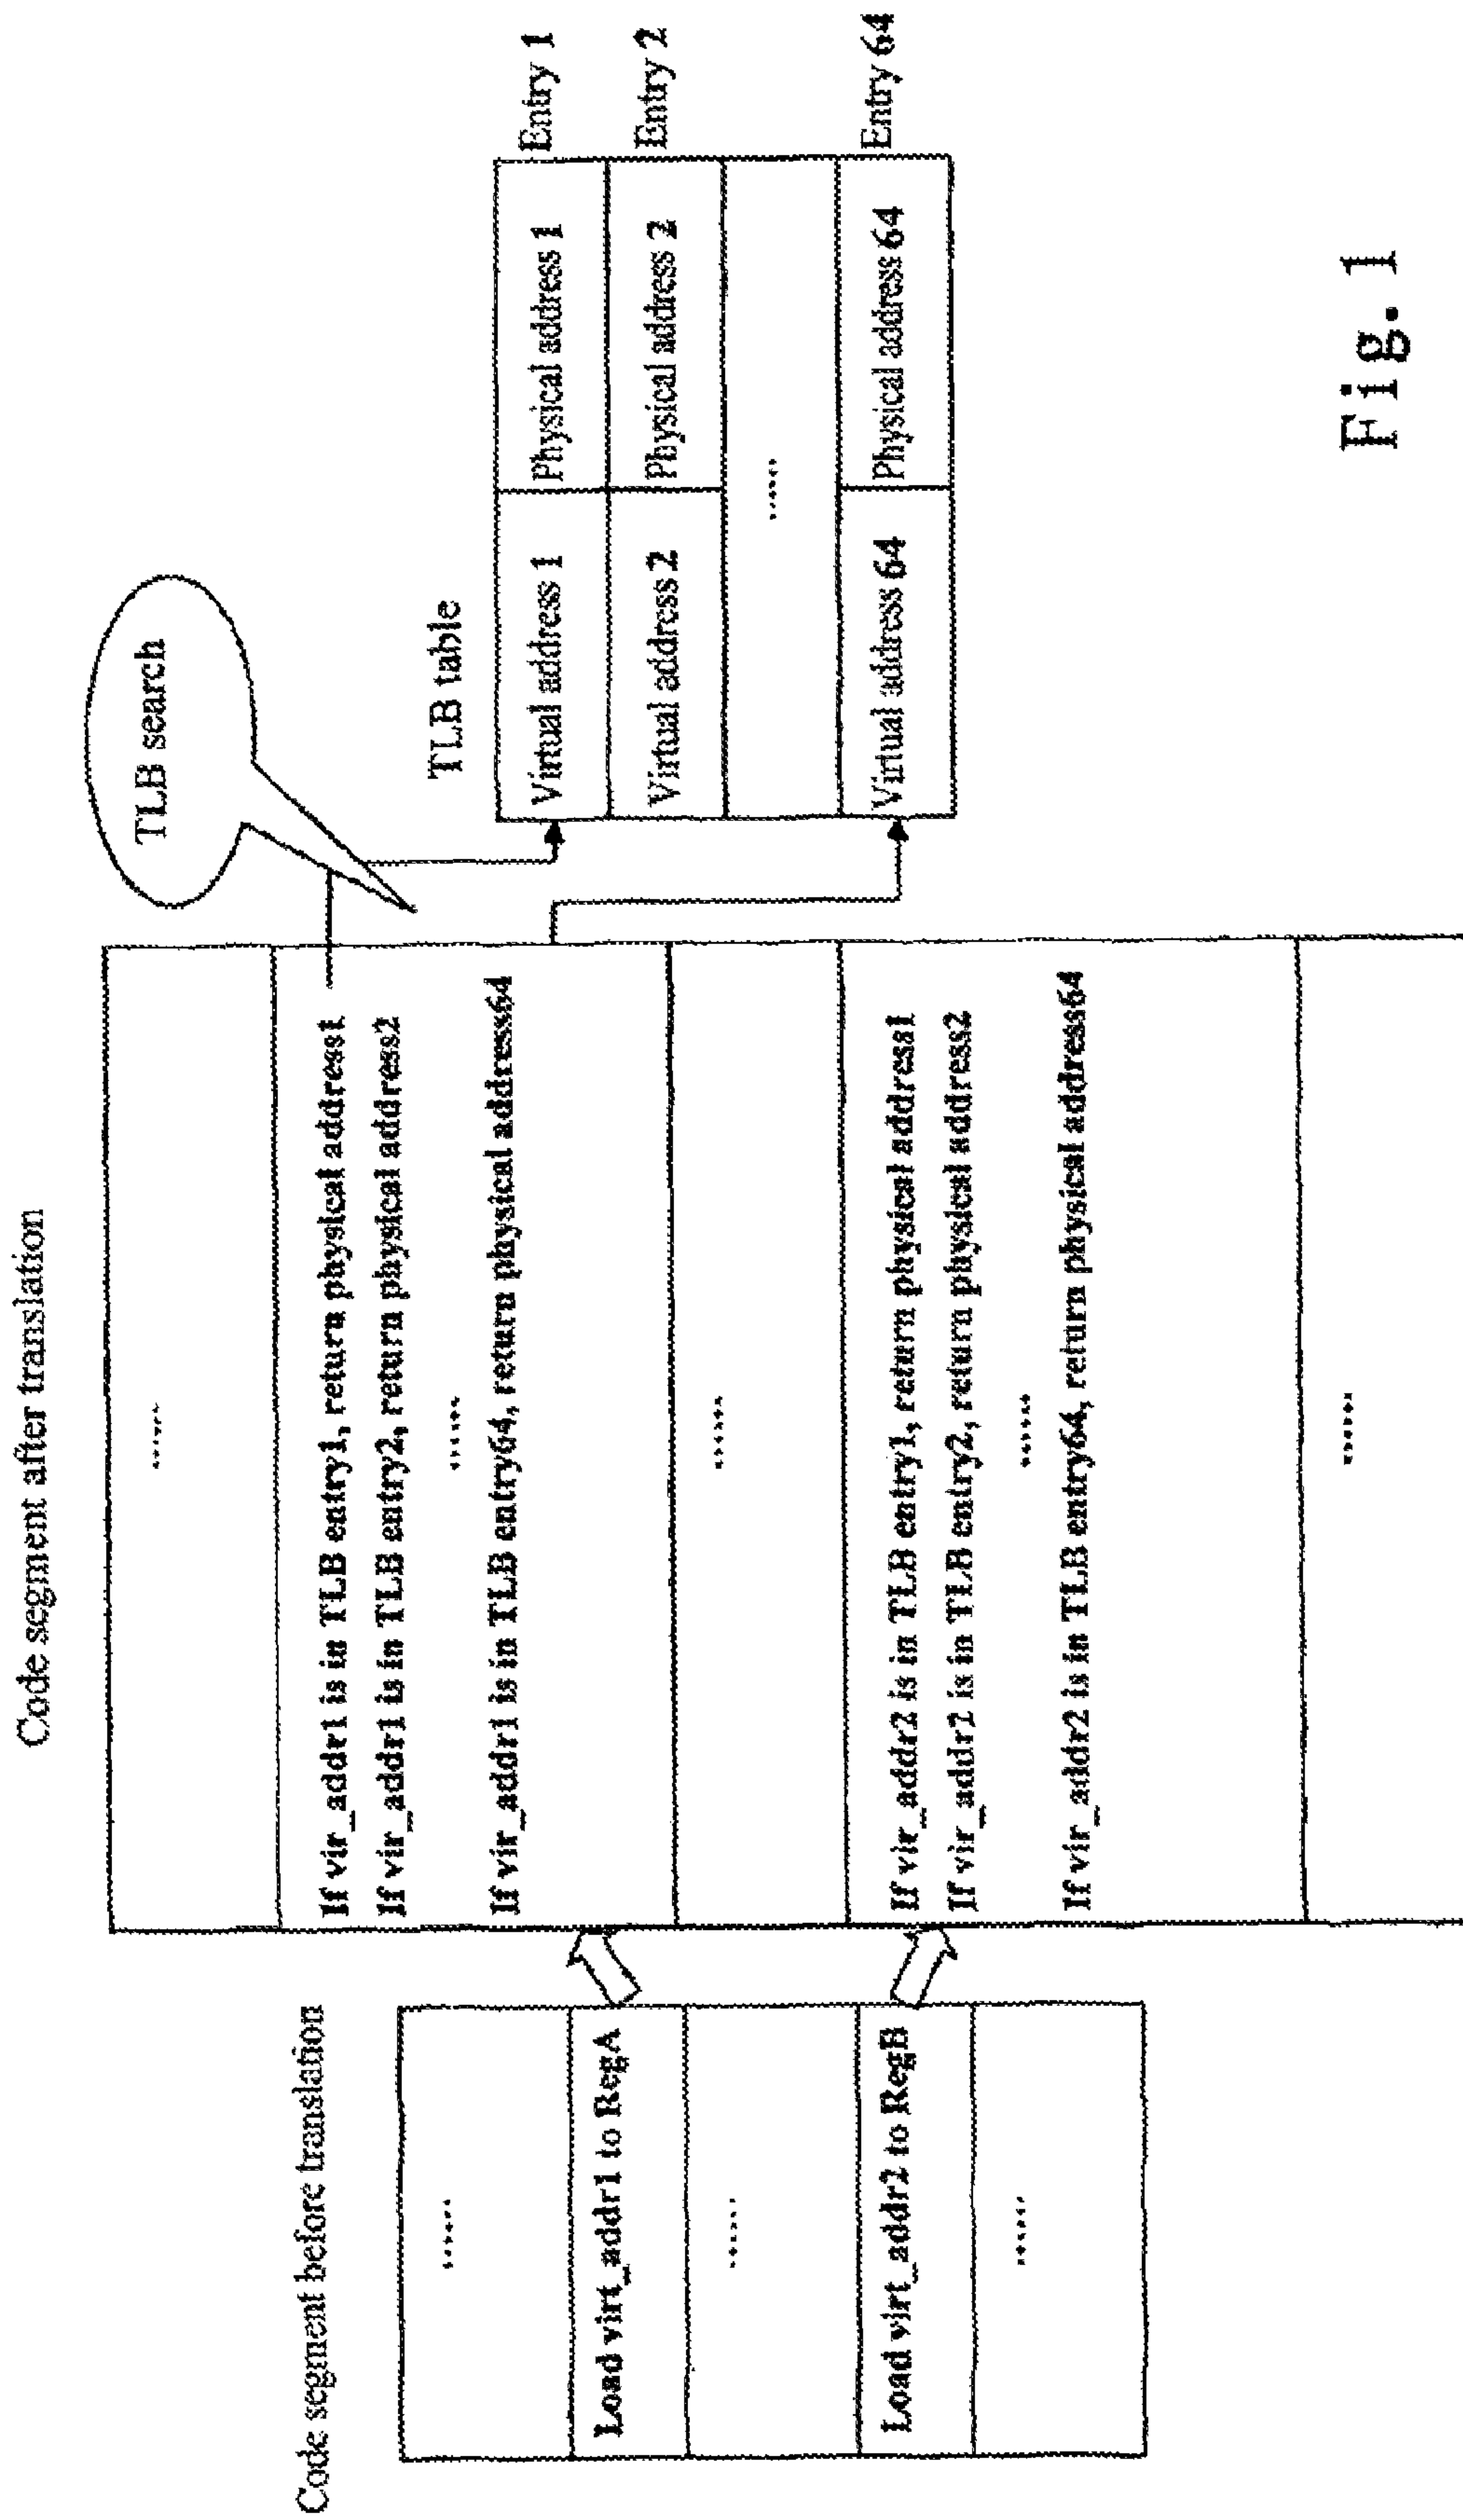 Code segment before translation
......
Load virt_addr1 to RegA
......
Load virt_addr2 to RegB
......
Code segment after translation
......
If vir_addr1 is in TLB entry1, return physical address1
If vir_addr1 is in TLB entry2, return physical address2
......
If vir_addr1 is in TLB entry64, return physical address64
......
If vir_addr2 is in TLB entry1, return physical address1
If vir_addr2 is in TLB entry2, return physical address2
......
If vir_addr2 is in TLB entry64, return physical address64
......
TLB search
TLB table
Virtual address 1 Physical address 1 Entry 1
Virtual address 2 Physical address 2 Entry 2
......
Virtual address 64 Physical address 64 Entry 64
Fig. 1